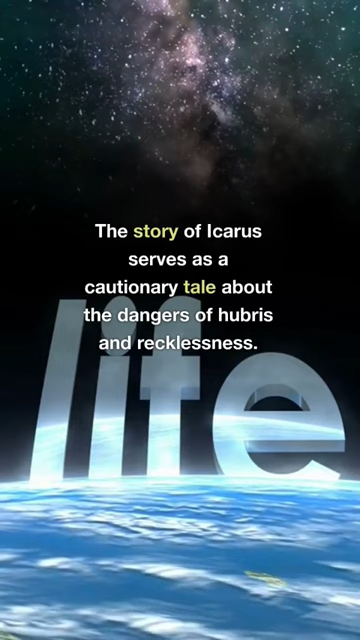 The story of Icarus
serves as a
cautionary tale about
the dangers of hubris
and recklessness.
life